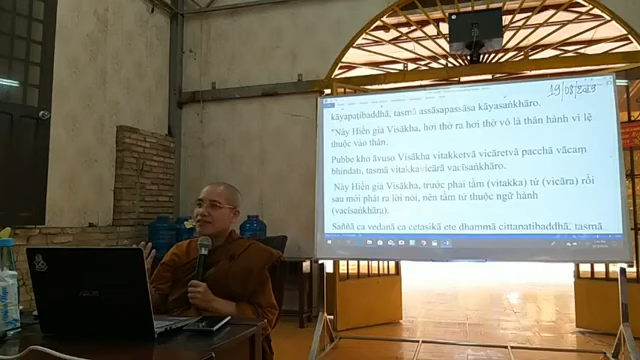 19/08/2019
kāyapaṭibaddhā, tasmā assāsapassāsa kāyasaṅkhāro.
"Này Hiền giả Visākha, hơi thở ra hơi thở vô là thân hành vì lệ
thuộc vào thân.
Pubbe kho āvuso Visākha vitakketvā vicāretvā pacchā vācaṃ
bhindati, tasmā vitakkavicārā vacīsaṅkhāro.
Này Hiền giả Visākha, trước phải tầm (vitakka) tứ (vicāra) rồi
sau mới phát ra lời nói, nên tầm tứ thuộc ngữ hành
(vacīsaṅkhāra).
Saññā ca vedanā ca cetasikā ete dhammā cittapaṭibaddhā, tasmā
ASUS